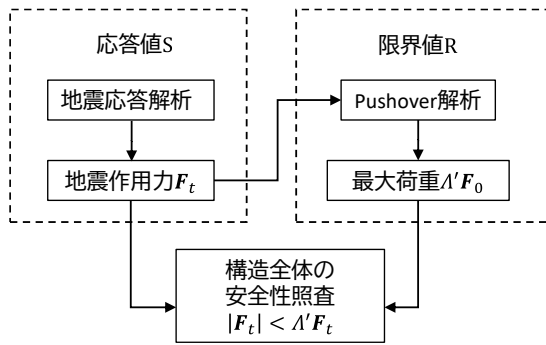 応答値S
限界値R
地震応答解析
Pushover解析
地震作用力F_t
最大荷重Λ′F_0
構造全体の
安全性照査
|F_t| < Λ′F_t